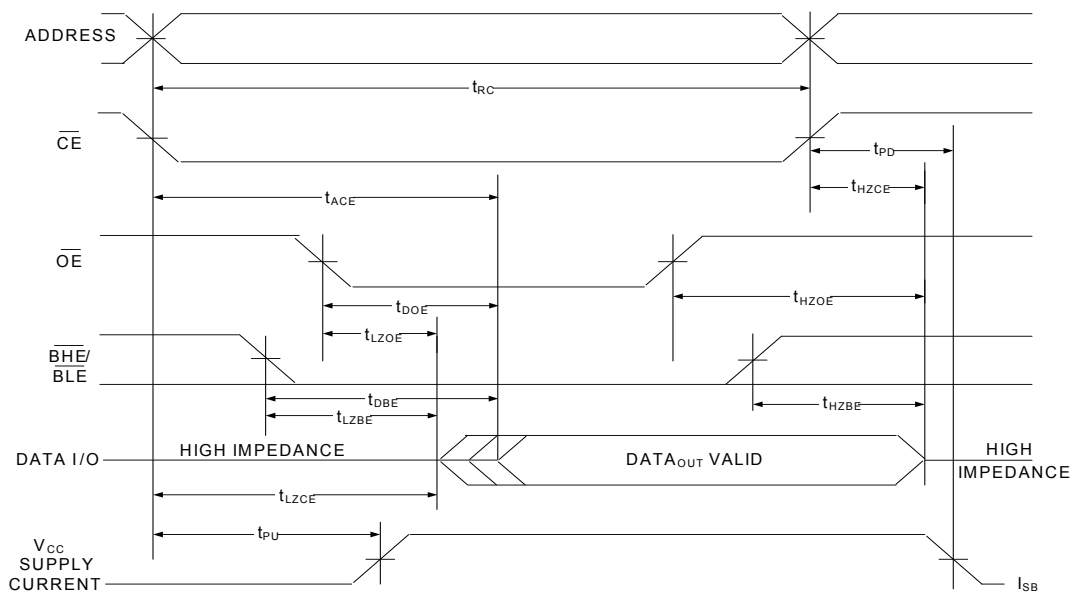 ADDRESS
tRC
CE
tPD
tHZCE
tACE
OE
tDOE
tHZOE
tLZOE
BHE/
BLE
tDBE
tHZBE
tLZBE
HIGH IMPEDANCE
DATA I/O
DATAOUT VALID
HIGH
IMPEDANCE
tLZCE
tPU
VCC
SUPPLY
CURRENT
ISB